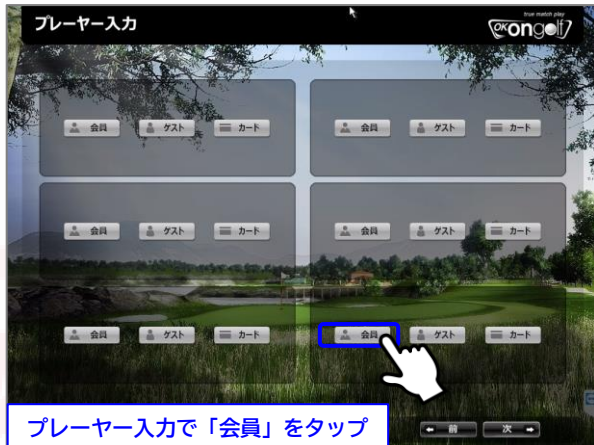 プレーヤー入力
true match play
OKongolf
会員 ゲスト カード 会員 ゲスト カード
会員 ゲスト カード 会員 ゲスト カード
会員 ゲスト カード 会員 ゲスト カード
プレーヤー入力で「会員」をタップ
前 次